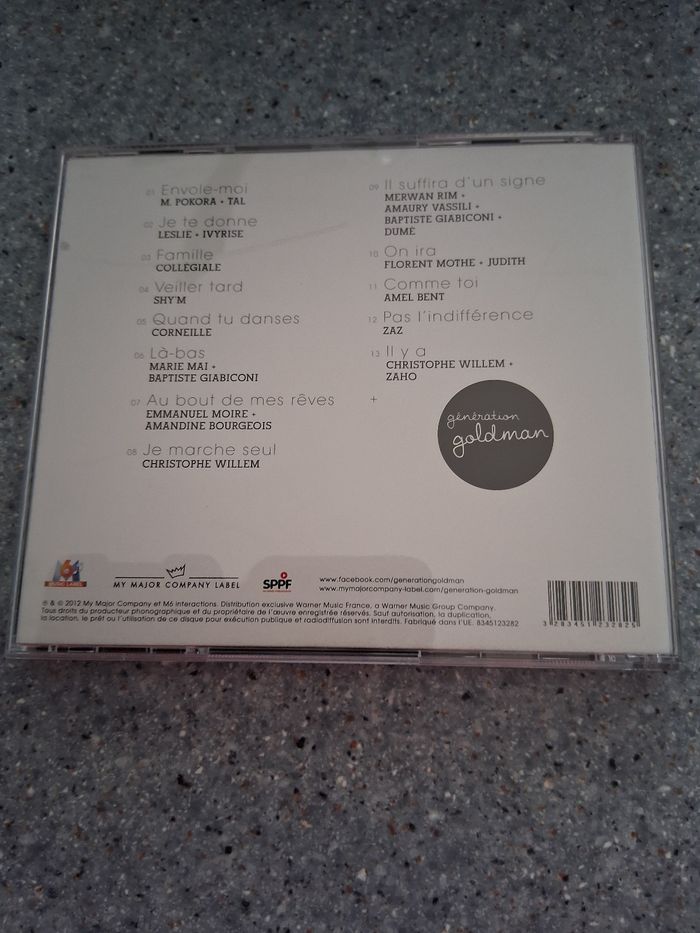 01 Envole-moi
M. POKORA + TAL
02 Je te donne
LESLIE + IVYRISE
03 Famille
COLLÉGIALE
04 Veiller tard
SHY'M
05 Quand tu danses
CORNEILLE
06 Là-bas
MARIE MAI +
BAPTISTE GIABICONI
07 Au bout de mes rêves
EMMANUEL MOIRE +
AMANDINE BOURGEOIS
08 Je marche seul
CHRISTOPHE WILLEM
09 Il suffira d'un signe
MERWAN RIM +
AMAURY VASSILI +
BAPTISTE GIABICONI +
DUMÈ
10 On ira
FLORENT MOTHE + JUDITH
11 Comme toi
AMEL BENT
12 Pas l'indifférence
ZAZ
13 Il y a
CHRISTOPHE WILLEM +
ZAHO
+
génération
goldman
M6
MUSIC LABEL
MY MAJOR COMPANY LABEL
SPPF
www.facebook.com/generationgoldman
www.mymajorcompany-label.com/generation-goldman
℗ & © 2012 My Major Company et M6 interactions. Distribution exclusive Warner Music France, a Warner Music Group Company.
Tous droits du producteur phonographique et du propriétaire de l'œuvre enregistrée réservés. Sauf autorisation, la duplication,
la location, le prêt ou l'utilisation de ce disque pour exécution publique et radiodiffusion sont interdits. Fabriqué dans l'UE. 8345123282
3 283451 232825